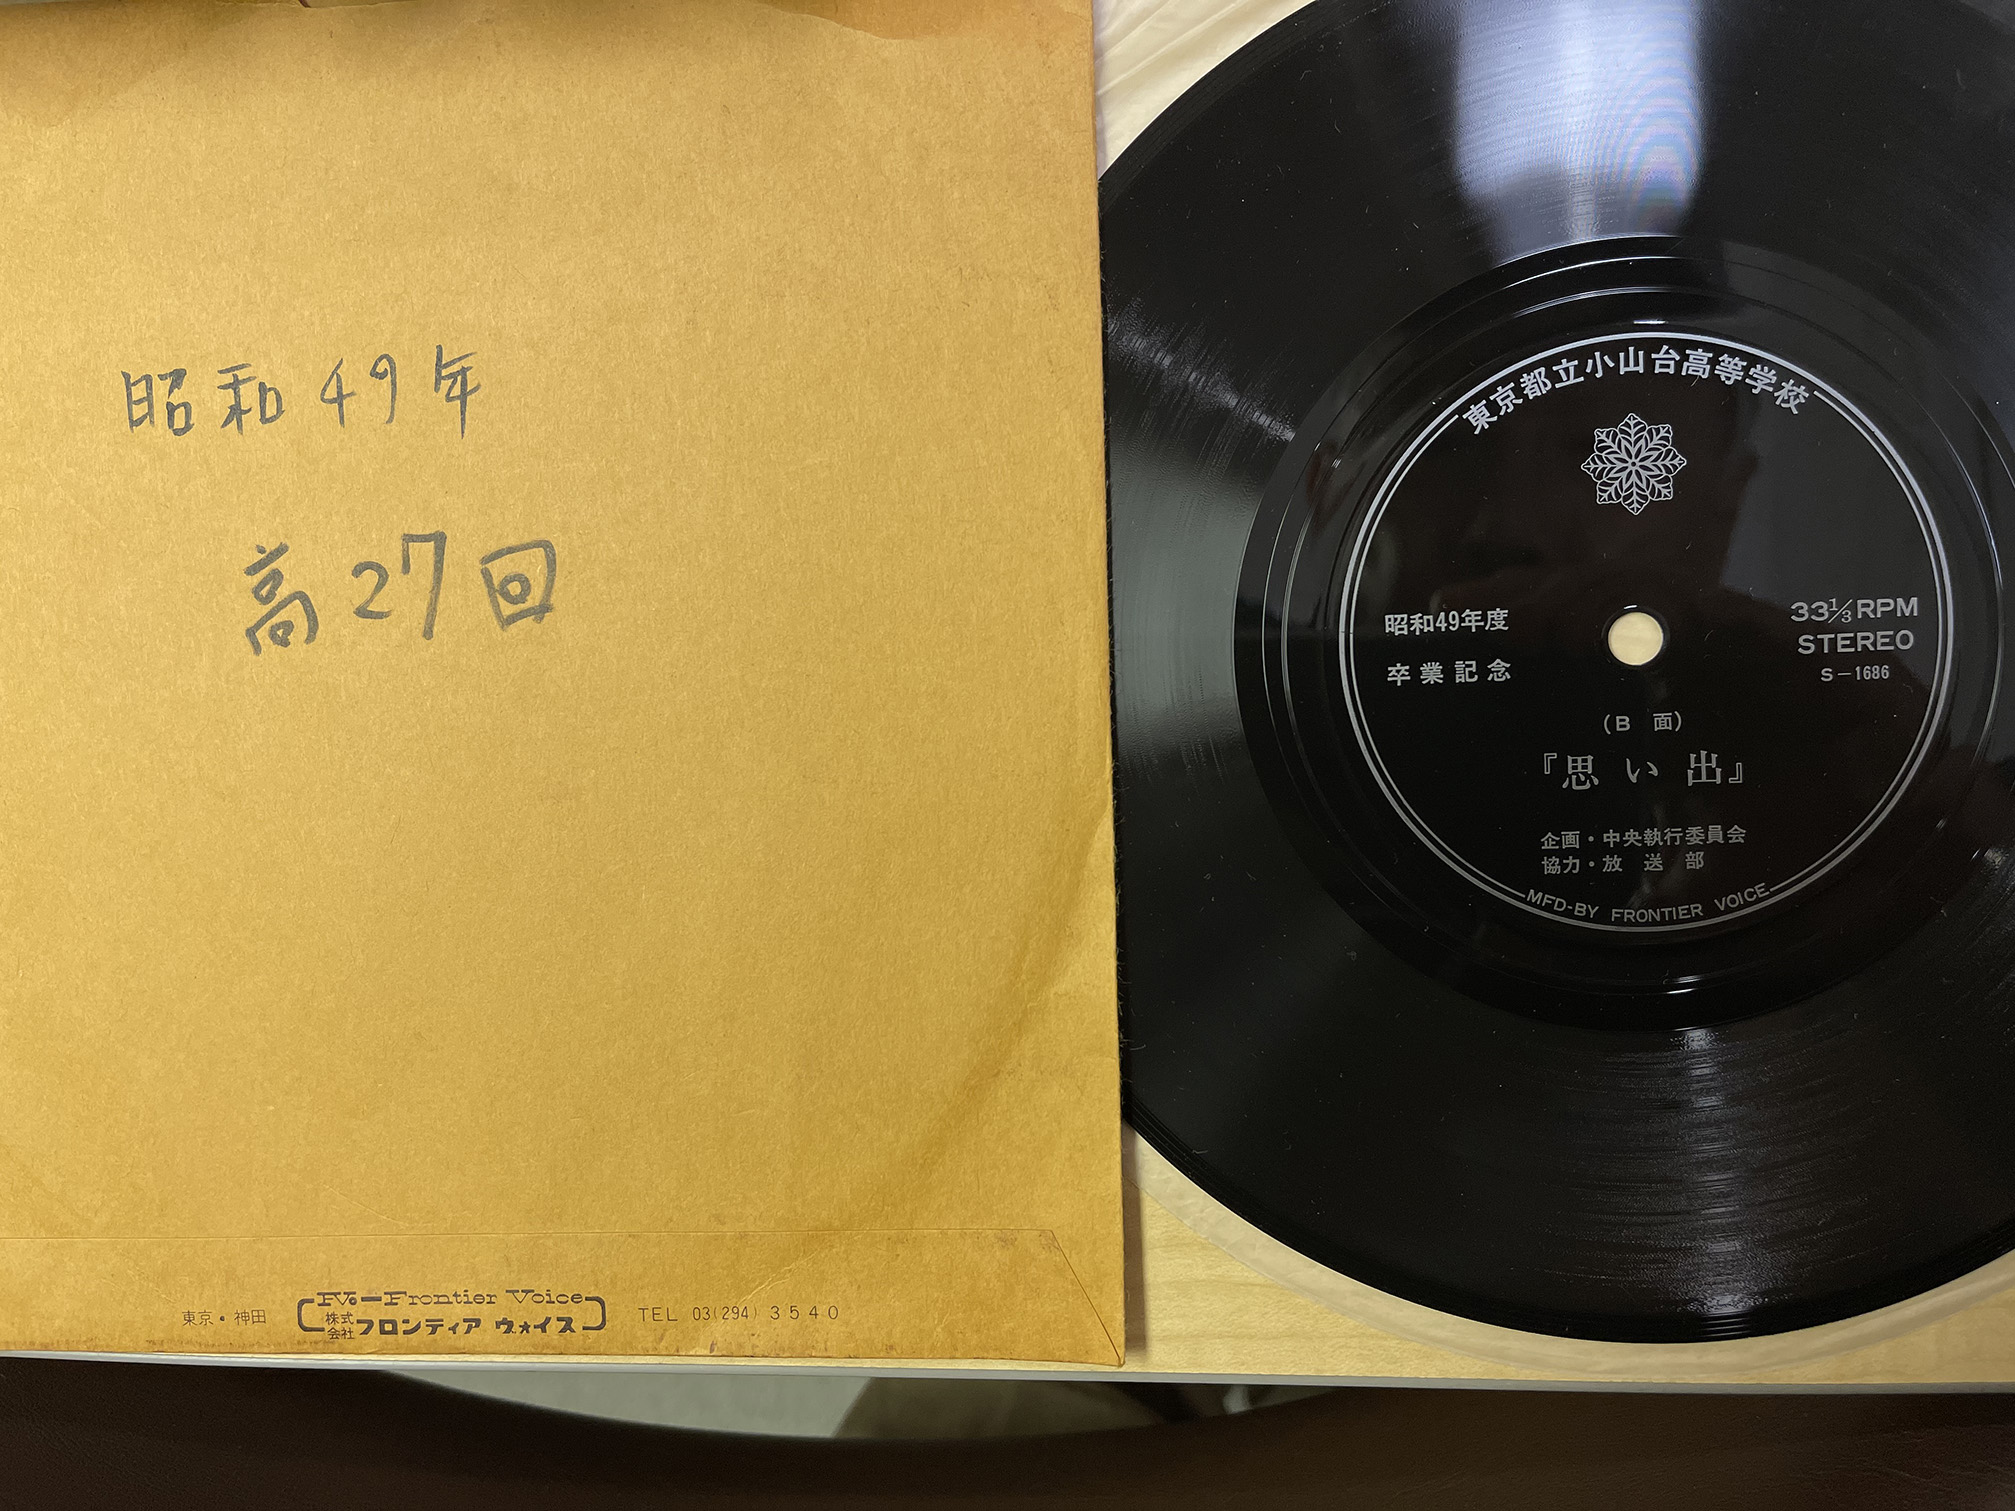 昭和49年
高27回
Fv-Frontier Voice
東京・神田 株式会社 フロンティア ヴォイス TEL 03(294)3540
東京都立小山台高等学校
昭和49年度
卒業記念
33⅓RPM
STEREO
S-1686
(B 面)
『思い出』
企画・中央執行委員会
協力・放送部
MFD-BY FRONTIER VOICE